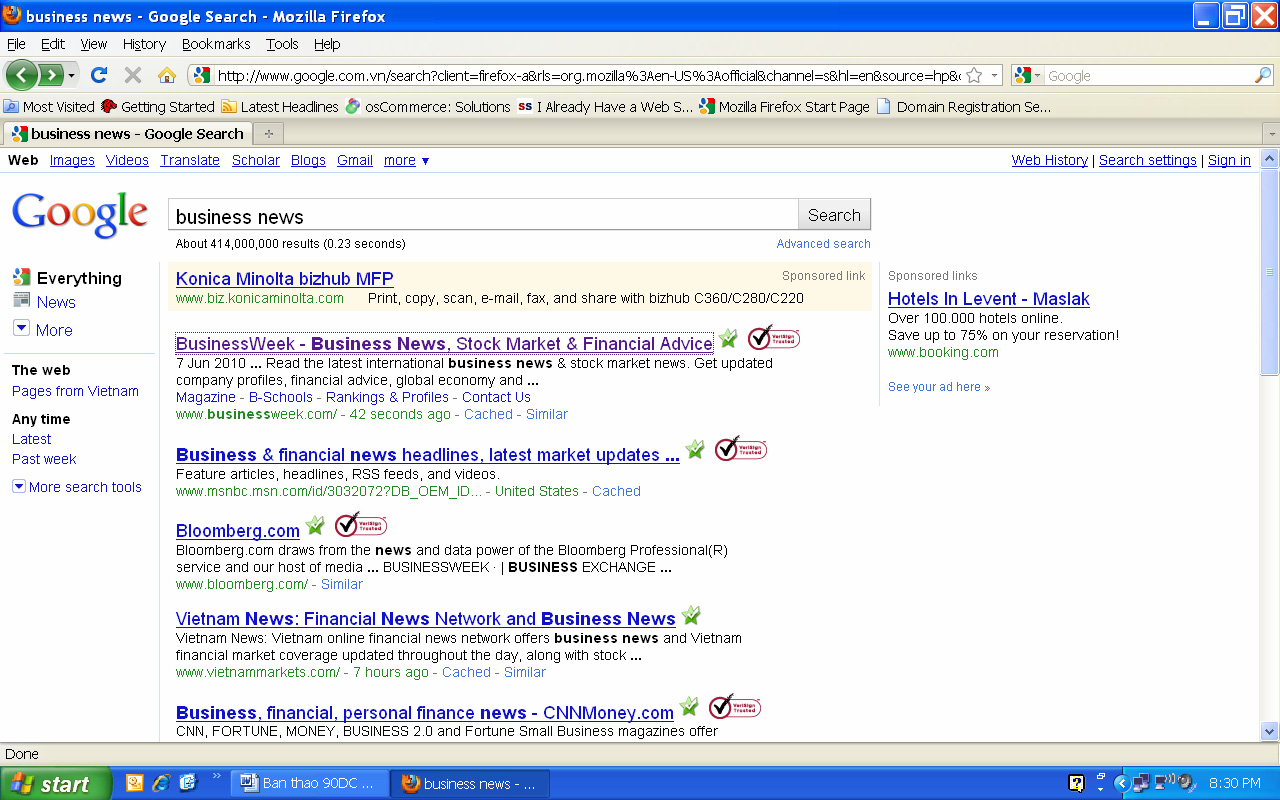 business news - Google Search - Mozilla Firefox
File Edit View History Bookmarks Tools Help
http://www.google.com.vn/search?client=firefox-a&rls=org.mozilla%3Aen-US%3Aofficial&channel=s&hl=en&source=hp&
Google
Most Visited Getting Started Latest Headlines osCommerce: Solutions ss I Already Have a Web S... Mozilla Firefox Start Page Domain Registration Se...
business news - Google Search
Web Images Videos Translate Scholar Blogs Gmail more ▼
Web History | Search settings | Sign in
Google
business news
Search
About 414,000,000 results (0.23 seconds)
Advanced search
Everything
News
More
The web
Pages from Vietnam
Any time
Latest
Past week
More search tools
Konica Minolta bizhub MFP
Sponsored link
www.biz.konicaminolta.com Print, copy, scan, e-mail, fax, and share with bizhub C360/C280/C220
BusinessWeek - Business News, Stock Market & Financial Advice
VeriSign Trusted
7 Jun 2010 ... Read the latest international business news & stock market news. Get updated
company profiles, financial advice, global economy and ...
Magazine - B-Schools - Rankings & Profiles - Contact Us
www.businessweek.com/ - 42 seconds ago - Cached - Similar
Business & financial news headlines, latest market updates ...
VeriSign Trusted
Feature articles, headlines, RSS feeds, and videos.
www.msnbc.msn.com/id/3032072?DB_OEM_ID... - United States - Cached
Bloomberg.com
VeriSign Trusted
Bloomberg.com draws from the news and data power of the Bloomberg Professional(R)
service and our host of media ... BUSINESSWEEK · | BUSINESS EXCHANGE ...
www.bloomberg.com/ - Similar
Vietnam News: Financial News Network and Business News
Vietnam News: Vietnam online financial news network offers business news and Vietnam
financial market coverage updated throughout the day, along with stock ...
www.vietnammarkets.com/ - 7 hours ago - Cached - Similar
Business, financial, personal finance news - CNNMoney.com
VeriSign Trusted
CNN, FORTUNE, MONEY, BUSINESS 2.0 and Fortune Small Business magazines offer
Sponsored links
Hotels In Levent - Maslak
Over 100.000 hotels online.
Save up to 75% on your reservation!
www.booking.com
See your ad here »
Done
start
Ban thao 90DC ...
business news - ...
8:30 PM